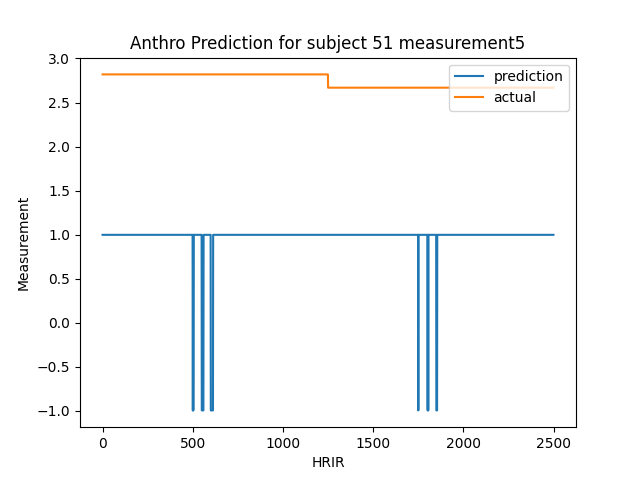 Anthro Prediction for subject 51 measurement5
3.0
2.5
2.0
1.5
1.0
0.5
0.0
−0.5
−1.0
Measurement
prediction
actual
0 500 1000 1500 2000 2500
HRIR